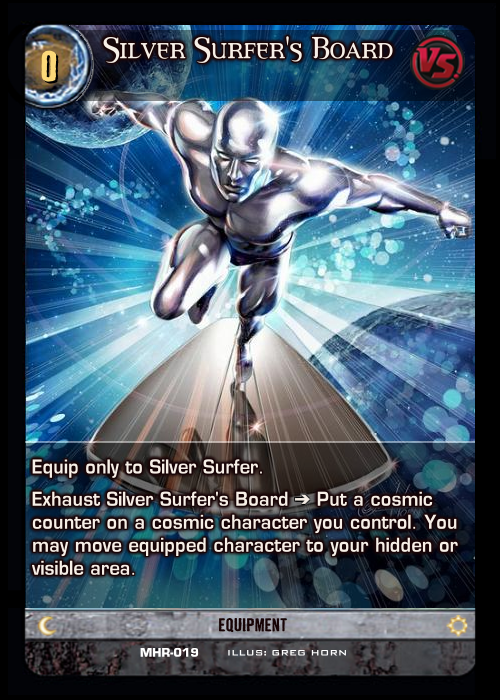 0
SILVER SURFER'S BOARD
VS
Equip only to Silver Surfer.
Exhaust Silver Surfer's Board ➔ Put a cosmic
counter on a cosmic character you control. You
may move equipped character to your hidden or
visible area.
EQUIPMENT
MHR-019 ILLUS: GREG HORN